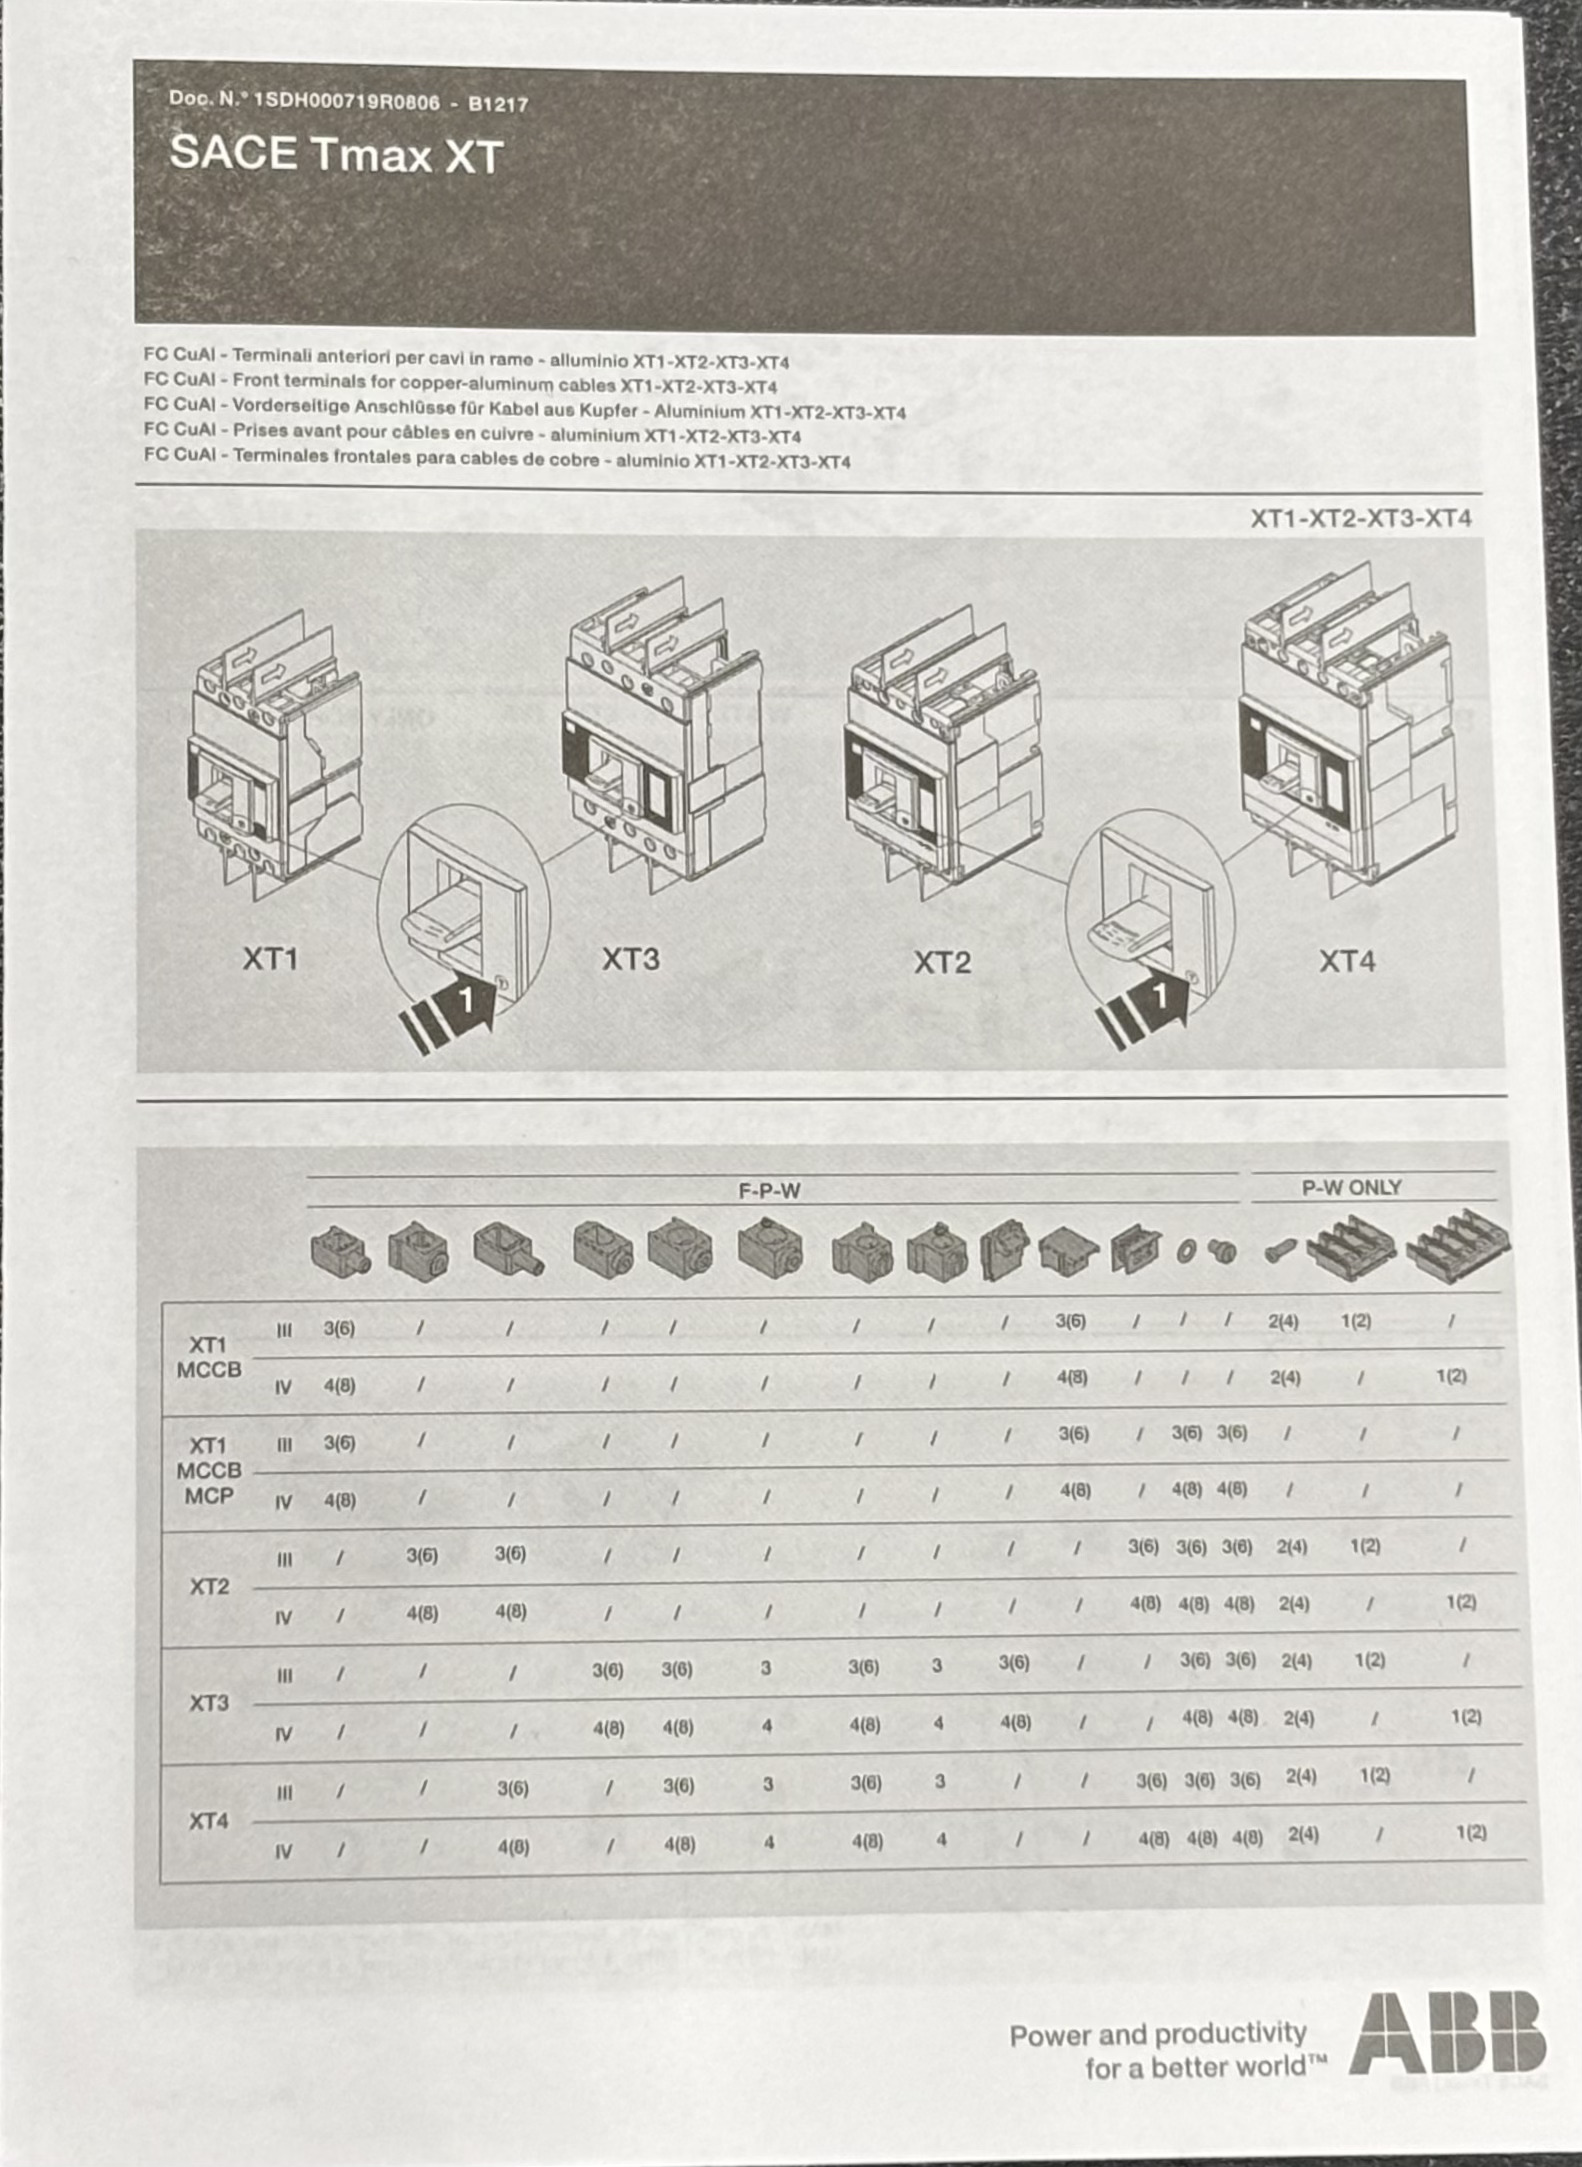 Doc. N.° 1SDH000719R0806 - B1217
SACE Tmax XT
FC CuAl - Terminali anteriori per cavi in rame - alluminio XT1-XT2-XT3-XT4
FC CuAl - Front terminals for copper-aluminum cables XT1-XT2-XT3-XT4
FC CuAl - Vorderseitige Anschlüsse für Kabel aus Kupfer - Aluminium XT1-XT2-XT3-XT4
FC CuAl - Prises avant pour câbles en cuivre - aluminium XT1-XT2-XT3-XT4
FC CuAl - Terminales frontales para cables de cobre - aluminio XT1-XT2-XT3-XT4
XT1-XT2-XT3-XT4
XT1 XT3 XT2 XT4
1 1
F-P-W P-W ONLY
XT1 MCCB III 3(6) / / / / / / / / 3(6) / / / 2(4) 1(2) /
IV 4(8) / / / / / / / / 4(8) / / / 2(4) / 1(2)
XT1 MCCB MCP III 3(6) / / / / / / / / 3(6) / 3(6) 3(6) / / /
IV 4(8) / / / / / / / / 4(8) / 4(8) 4(8) / / /
XT2 III / 3(6) 3(6) / / / / / / / 3(6) 3(6) 3(6) 2(4) 1(2) /
IV / 4(8) 4(8) / / / / / / / 4(8) 4(8) 4(8) 2(4) / 1(2)
XT3 III / / / 3(6) 3(6) 3 3(6) 3 3(6) / / 3(6) 3(6) 2(4) 1(2) /
IV / / / 4(8) 4(8) 4 4(8) 4 4(8) / / 4(8) 4(8) 2(4) / 1(2)
XT4 III / / 3(6) / 3(6) 3 3(6) 3 / / 3(6) 3(6) 3(6) 2(4) 1(2) /
IV / / 4(8) / 4(8) 4 4(8) 4 / / 4(8) 4(8) 4(8) 2(4) / 1(2)
Power and productivity
for a better world™
ABB